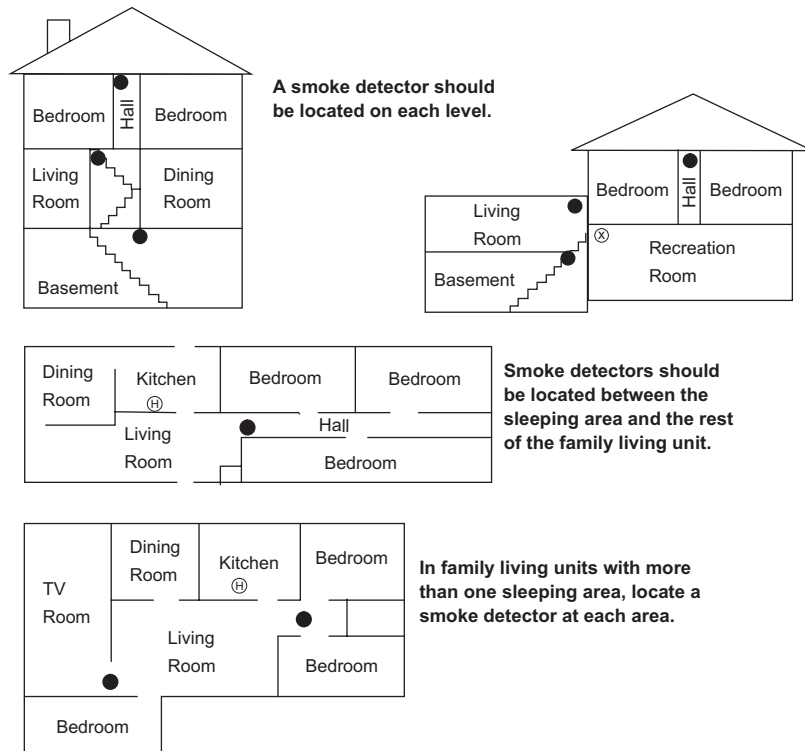 A smoke detector should
be located on each level.
Bedroom
Hall
Bedroom
Living
Room
Dining
Room
Basement
Bedroom
Hall
Bedroom
Living
Room
X
Recreation
Room
Basement
Dining
Room
Kitchen
H
Bedroom
Bedroom
Living
Room
Hall
Bedroom
Smoke detectors should
be located between the
sleeping area and the rest
of the family living unit.
TV
Room
Dining
Room
Kitchen
H
Bedroom
Living
Room
Bedroom
Bedroom
In family living units with more
than one sleeping area, locate a
smoke detector at each area.